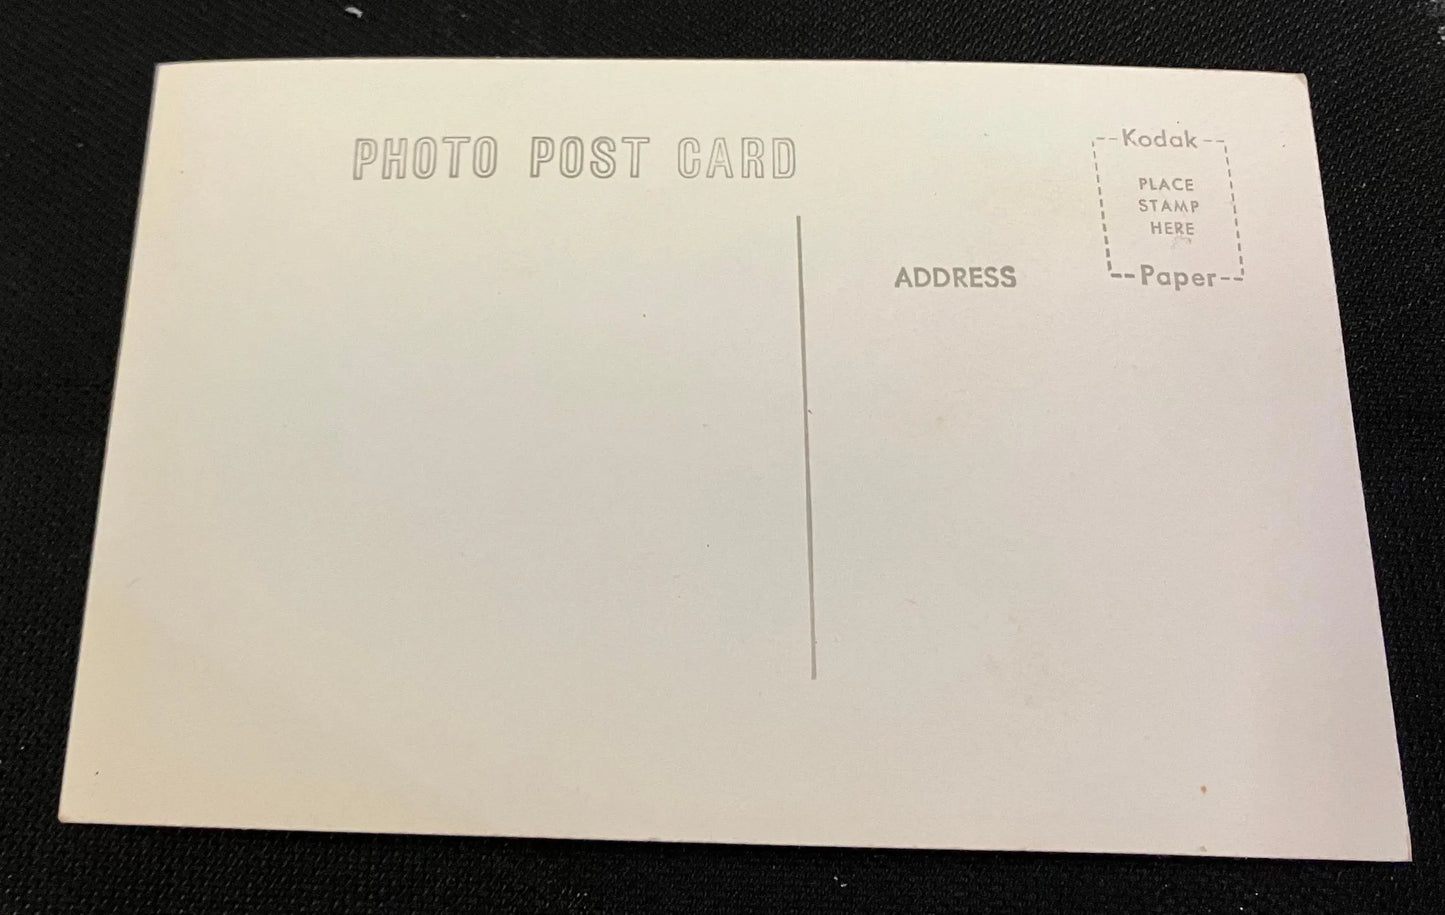 PHOTO POST CARD
--Kodak--
PLACE
STAMP
HERE
--Paper--
ADDRESS